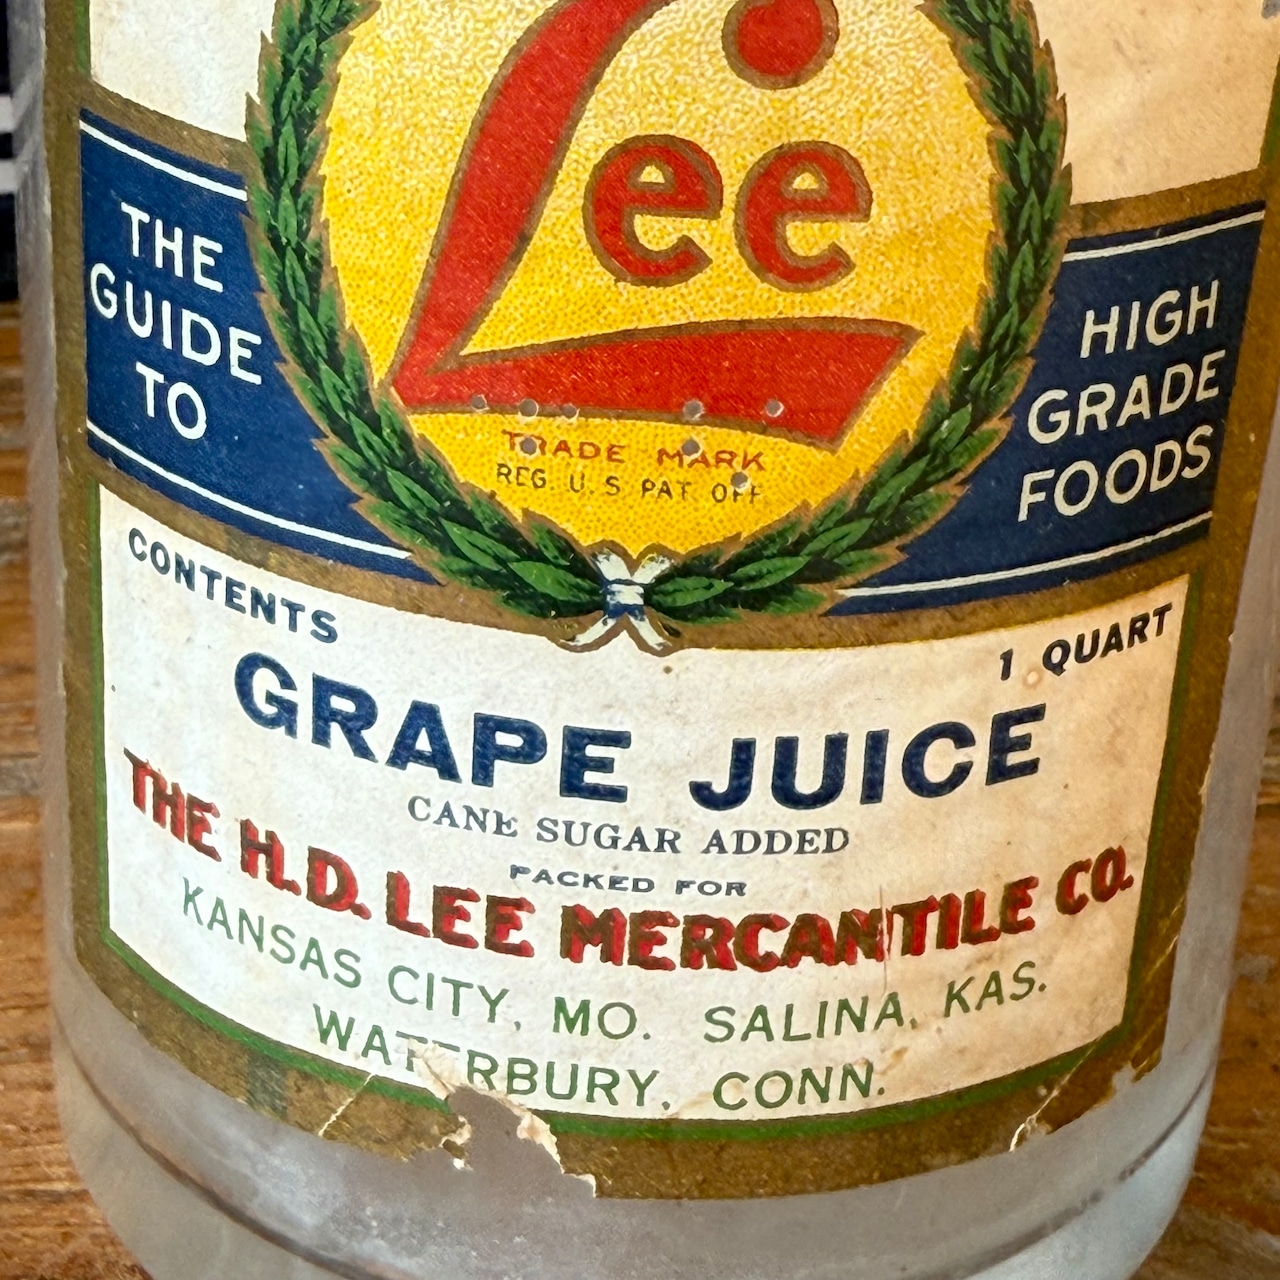 Lee
THE
GUIDE
TO
HIGH
GRADE
FOODS
TRADE MARK
REG. U.S PAT OFF
CONTENTS
1 QUART
GRAPE JUICE
CANE SUGAR ADDED
PACKED FOR
THE H.D. LEE MERCANTILE CO.
KANSAS CITY, MO. SALINA, KAS.
WATERBURY, CONN.